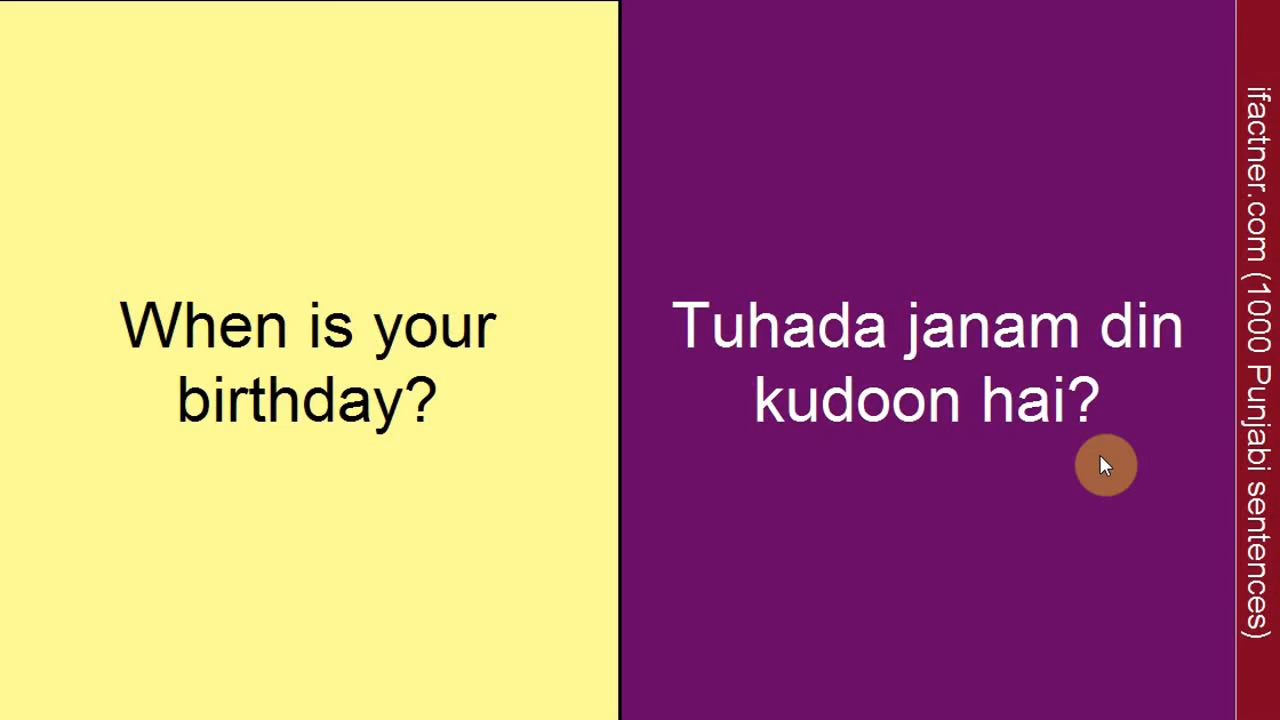 When is your
birthday?
Tuhada janam din
kudoon hai?
ifactner.com (1000 Punjabi sentences)